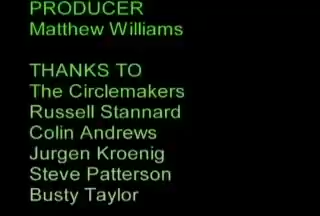 PRODUCER
Matthew Williams
THANKS TO
The Circlemakers
Russell Stannard
Colin Andrews
Jurgen Kroenig
Steve Patterson
Busty Taylor